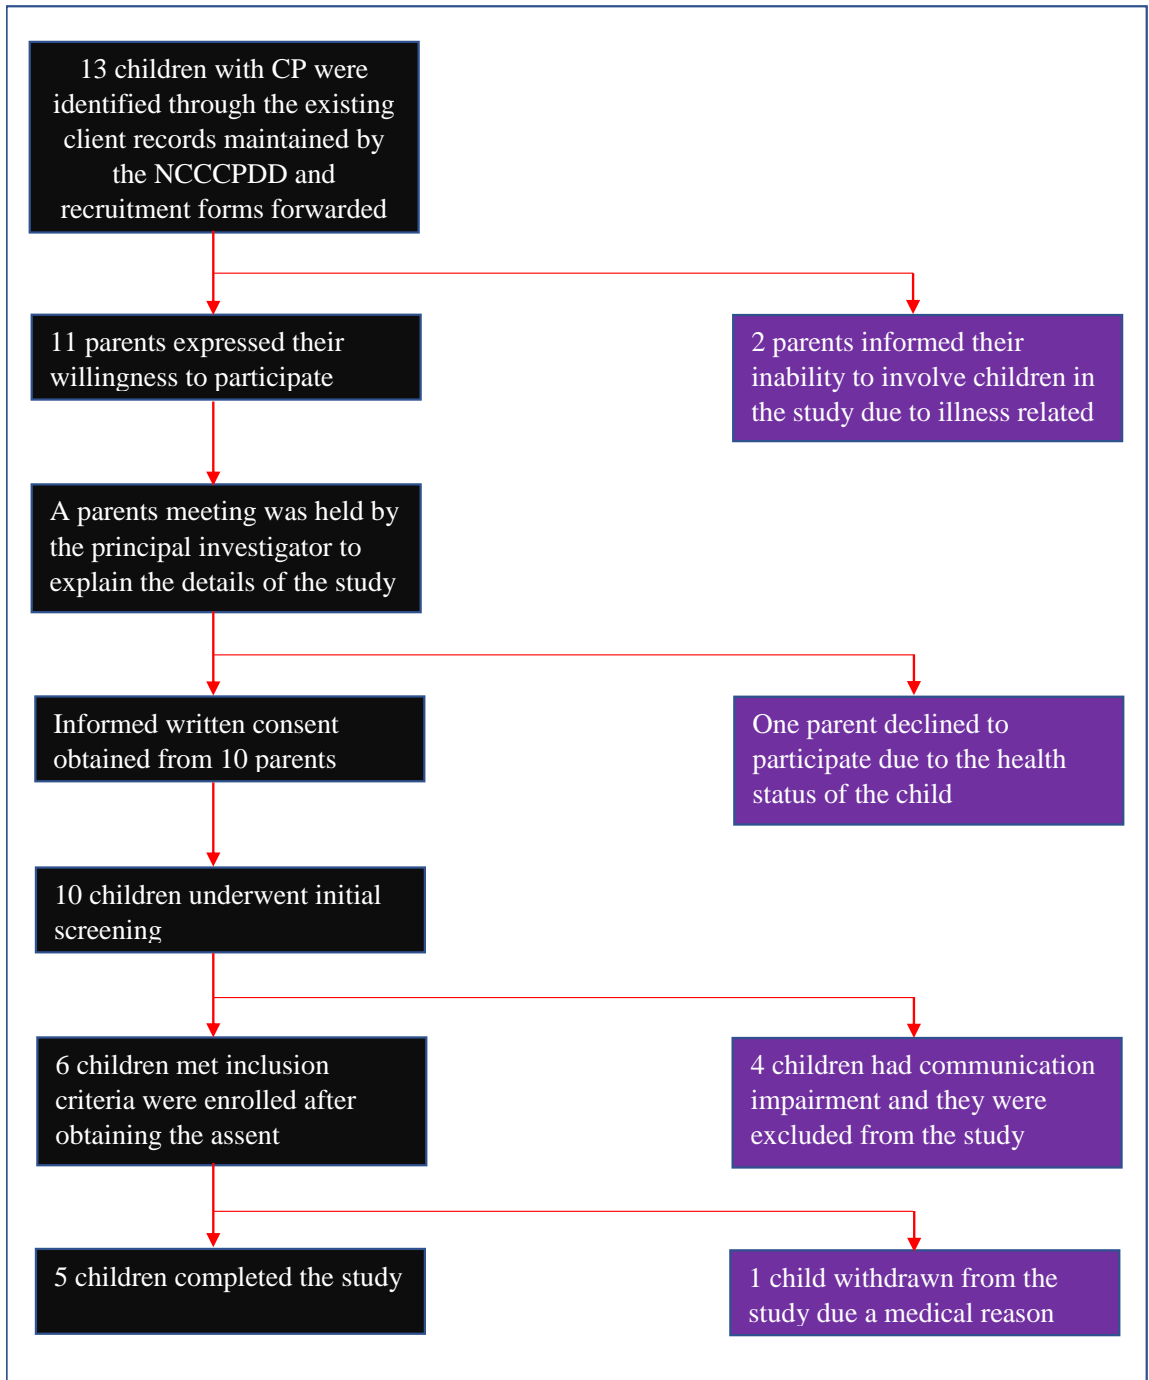 13 children with CP were
identified through the existing
client records maintained by
the NCCCPDD and
recruitment forms forwarded
11 parents expressed their
willingness to participate
2 parents informed their
inability to involve children in
the study due to illness related
A parents meeting was held by
the principal investigator to
explain the details of the study
Informed written consent
obtained from 10 parents
One parent declined to
participate due to the health
status of the child
10 children underwent initial
screening
6 children met inclusion
criteria were enrolled after
obtaining the assent
4 children had communication
impairment and they were
excluded from the study
5 children completed the study
1 child withdrawn from the
study due a medical reason